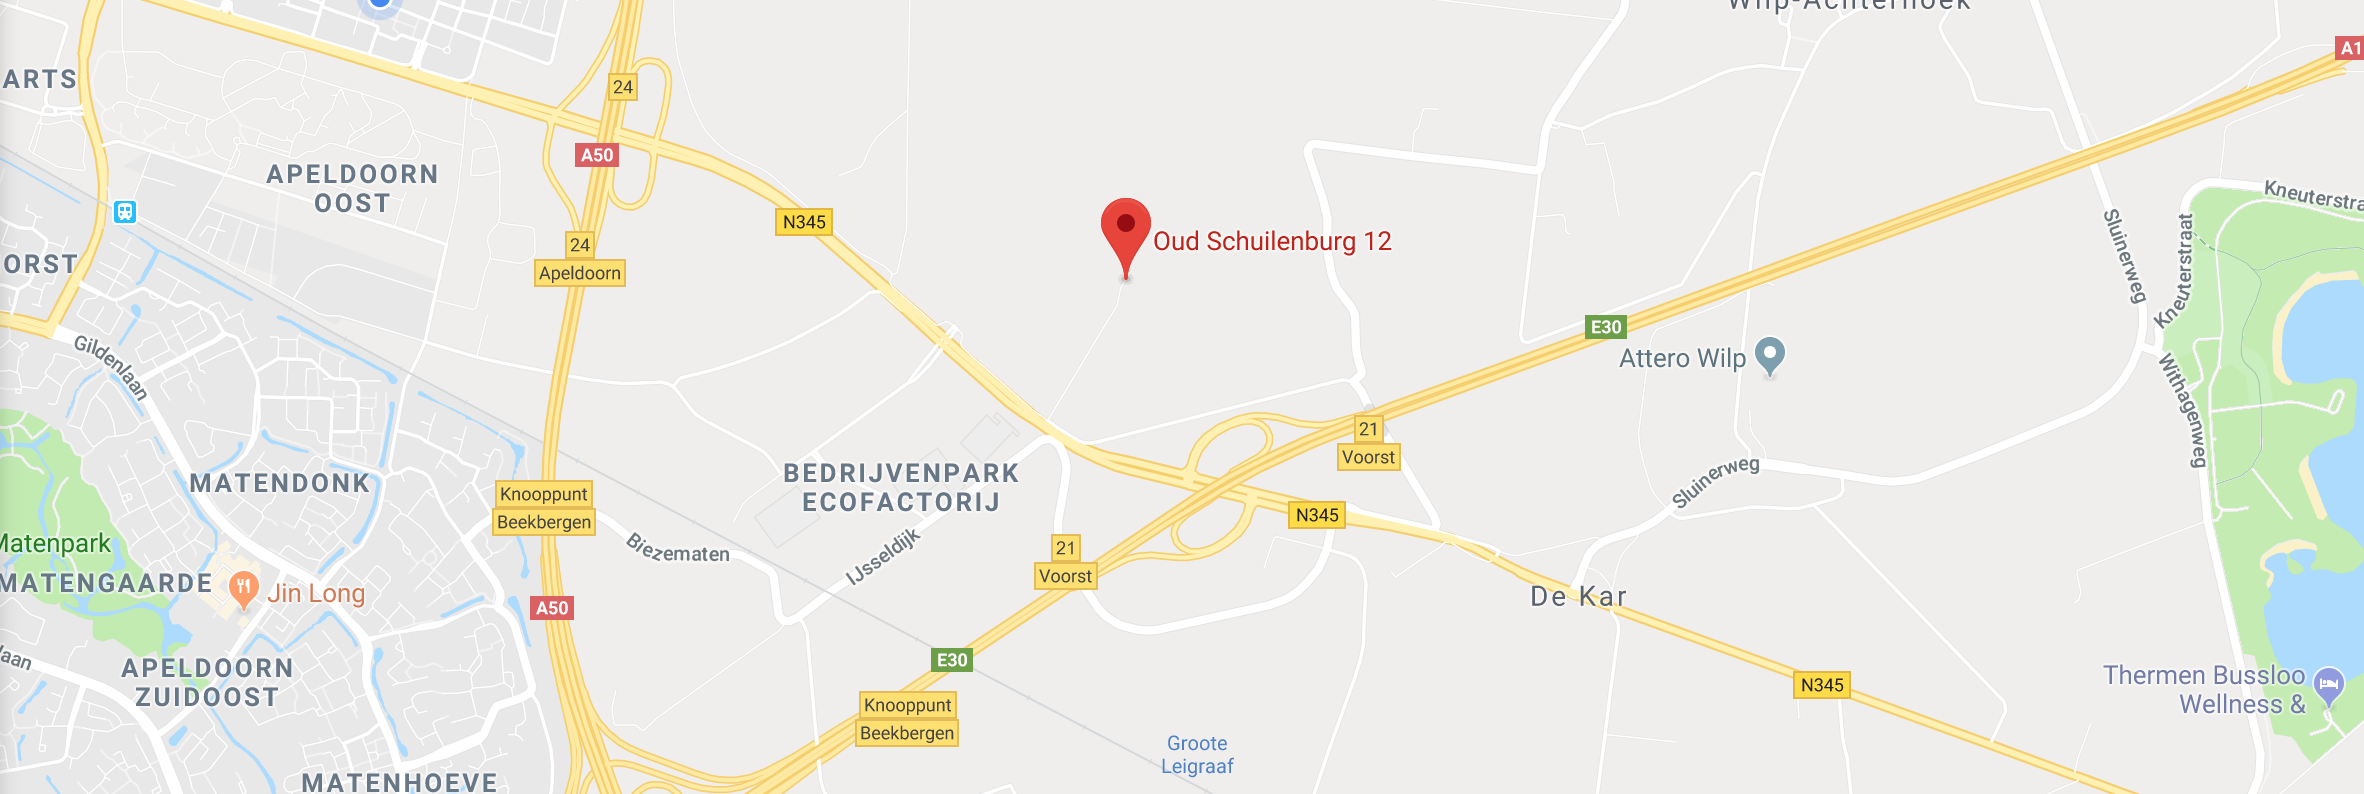 Wilp-Achterhoek
A1
ARTS
24
A50
APELDOORN
OOST
N345
Oud Schuilenburg 12
Kneuterstra
Kneuterstraat
Sluinerweg
ORST
24
Apeldoorn
E30
Gildenlaan
Attero Wilp
Withagenweg
21
Voorst
BEDRIJVENPARK
ECOFACTORIJ
Sluinerweg
MATENDONK
Knooppunt
Beekbergen
N345
Matenpark
Biezematen
IJsseldijk
21
Voorst
MATENGAARDE
Jin Long
De Kar
A50
laan
APELDOORN
ZUIDOOST
E30
Thermen Bussloo
Wellness &
N345
Knooppunt
Beekbergen
Groote
Leigraaf
MATENHOEVE